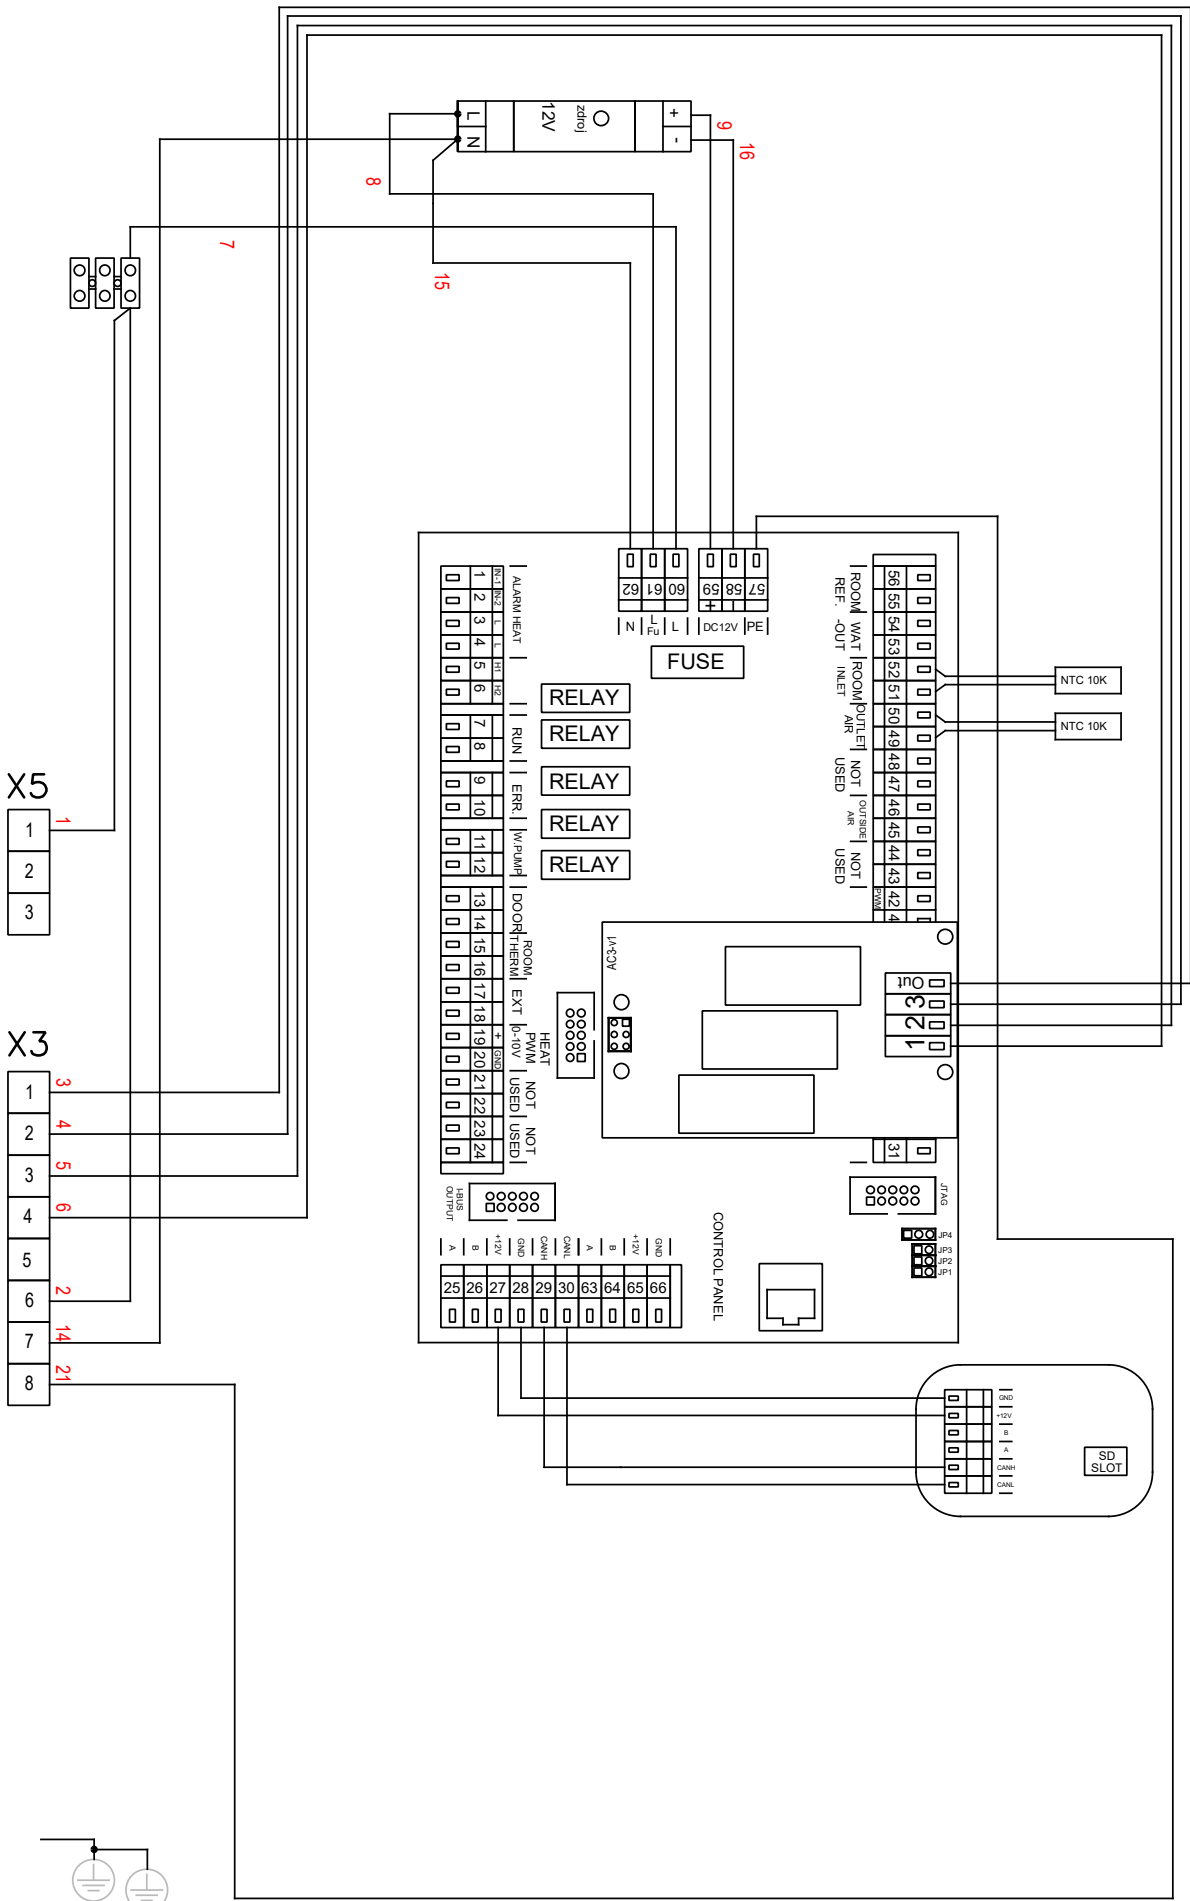 L
N
12V
zdroj
+
-
9
16
8
7
15
62
61
60
59
58
57
+
N
L
Fu
L
DC12V
PE
FUSE
RELAY
RELAY
RELAY
RELAY
RELAY
1 IN-1
2 IN-2
3 L
4 L
5 H1
6 H2
7
8
9
10
11
12
13
14
15
16
17
18
19 +
20 GND
21
22
23
24
ALARM HEAT
RUN
ERR.
W.PUMP
DOOR
ROOM
THERM
EXT
HEAT
PWM
0-10V
NOT
USED
NOT
USED
56
55
54
53
52
51
50
49
48
47
46
45
44
43
42
4
31
ROOM
REF.
WAT
-OUT
ROOM
INLET
OUTLET
AIR
NOT
USED
OUTSIDE
AIR
NOT
USED
PWM
NTC 10K
NTC 10K
AC3-v1
Out
3
2
1
X5
1
2
3
1
X3
1
2
3
4
5
6
7
8
3
4
5
6
2
14
21
I-BUS
OUTPUT
JTAG
JP4
JP3
JP2
JP1
CONTROL PANEL
A
B
+12V
GND
CANH
CANL
A
B
+12V
GND
25
26
27
28
29
30
63
64
65
66
GND
+12V
B
A
CANH
CANL
SD
SLOT